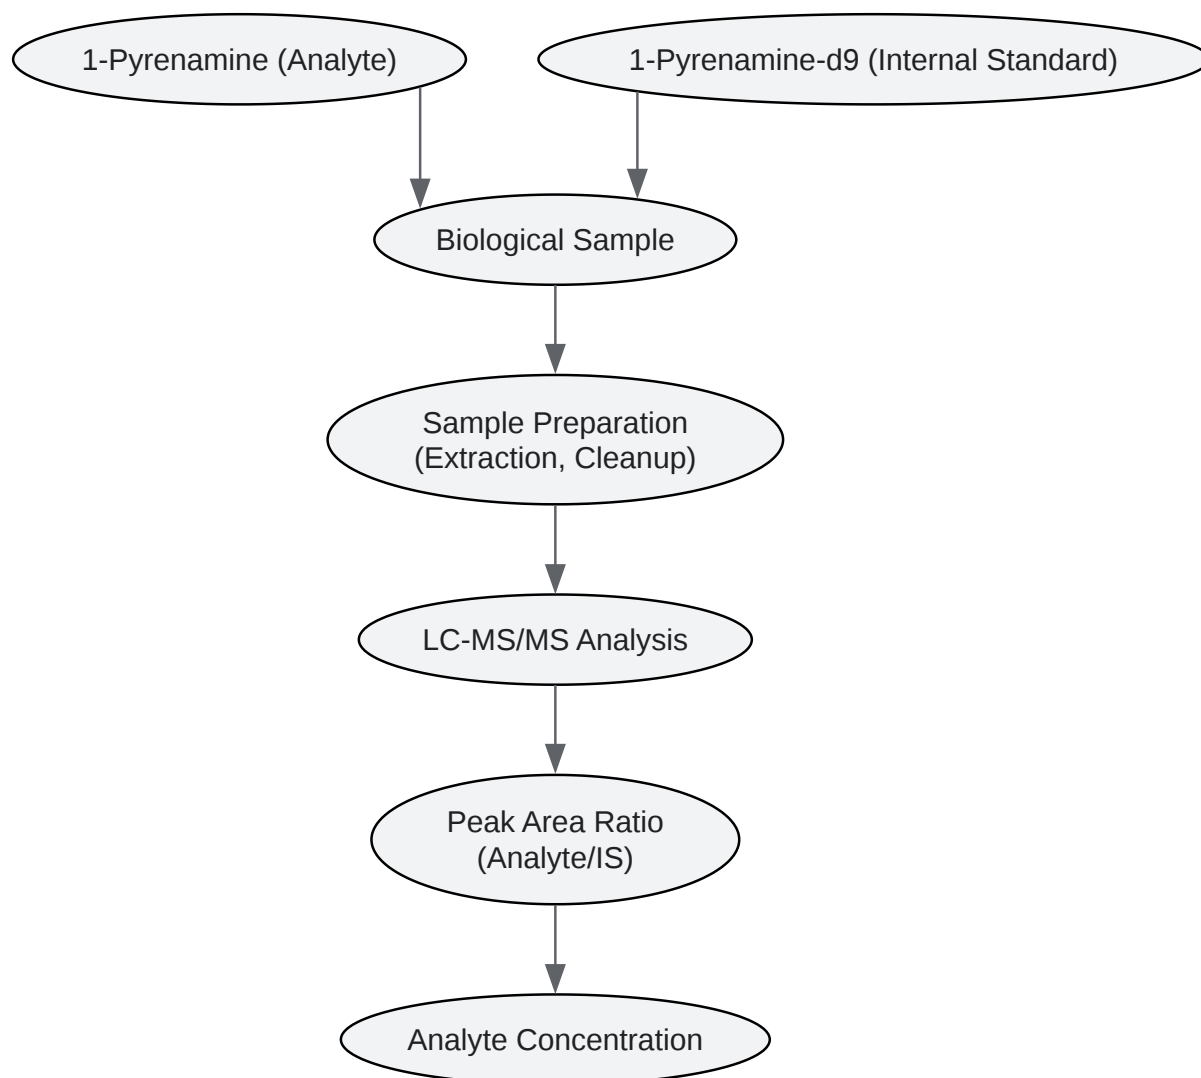 1-Pyrenamine (Analyte)
1-Pyrenamine-d9 (Internal Standard)
Biological Sample
Sample Preparation
(Extraction, Cleanup)
LC-MS/MS Analysis
Peak Area Ratio
(Analyte/IS)
Analyte Concentration